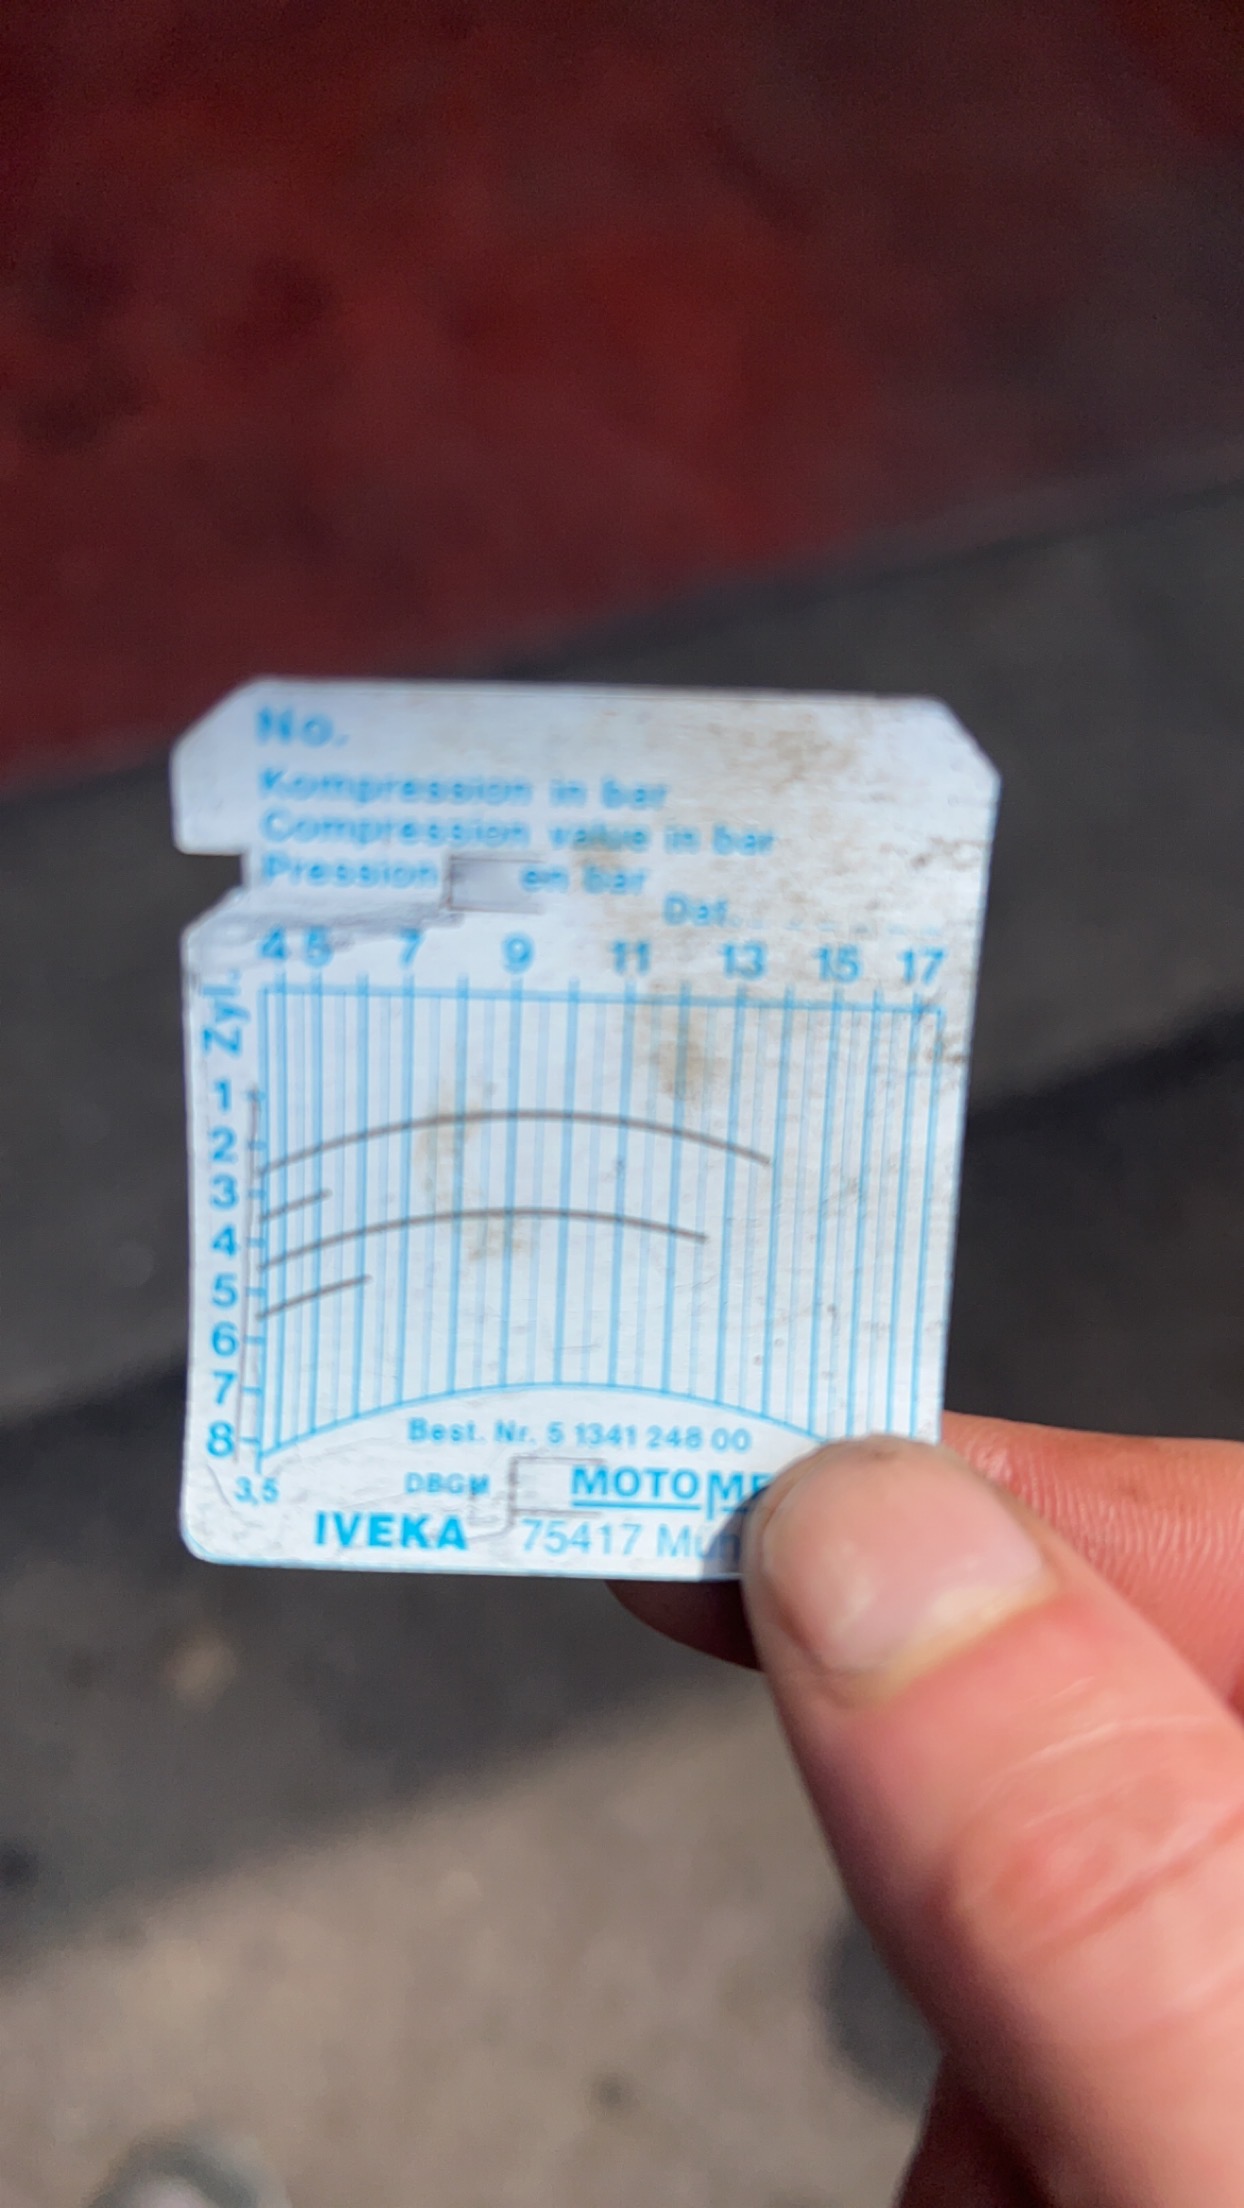 No.
Kompression in bar
Compression value in bar
Pression en bar
Dat.
4 5 7 9 11 13 15 17
Zyl.
1
2
3
4
5
6
7
8
3,5
Best. Nr. 5 1341 248 00
DBGM MOTOME
IVEKA 75417 Mün